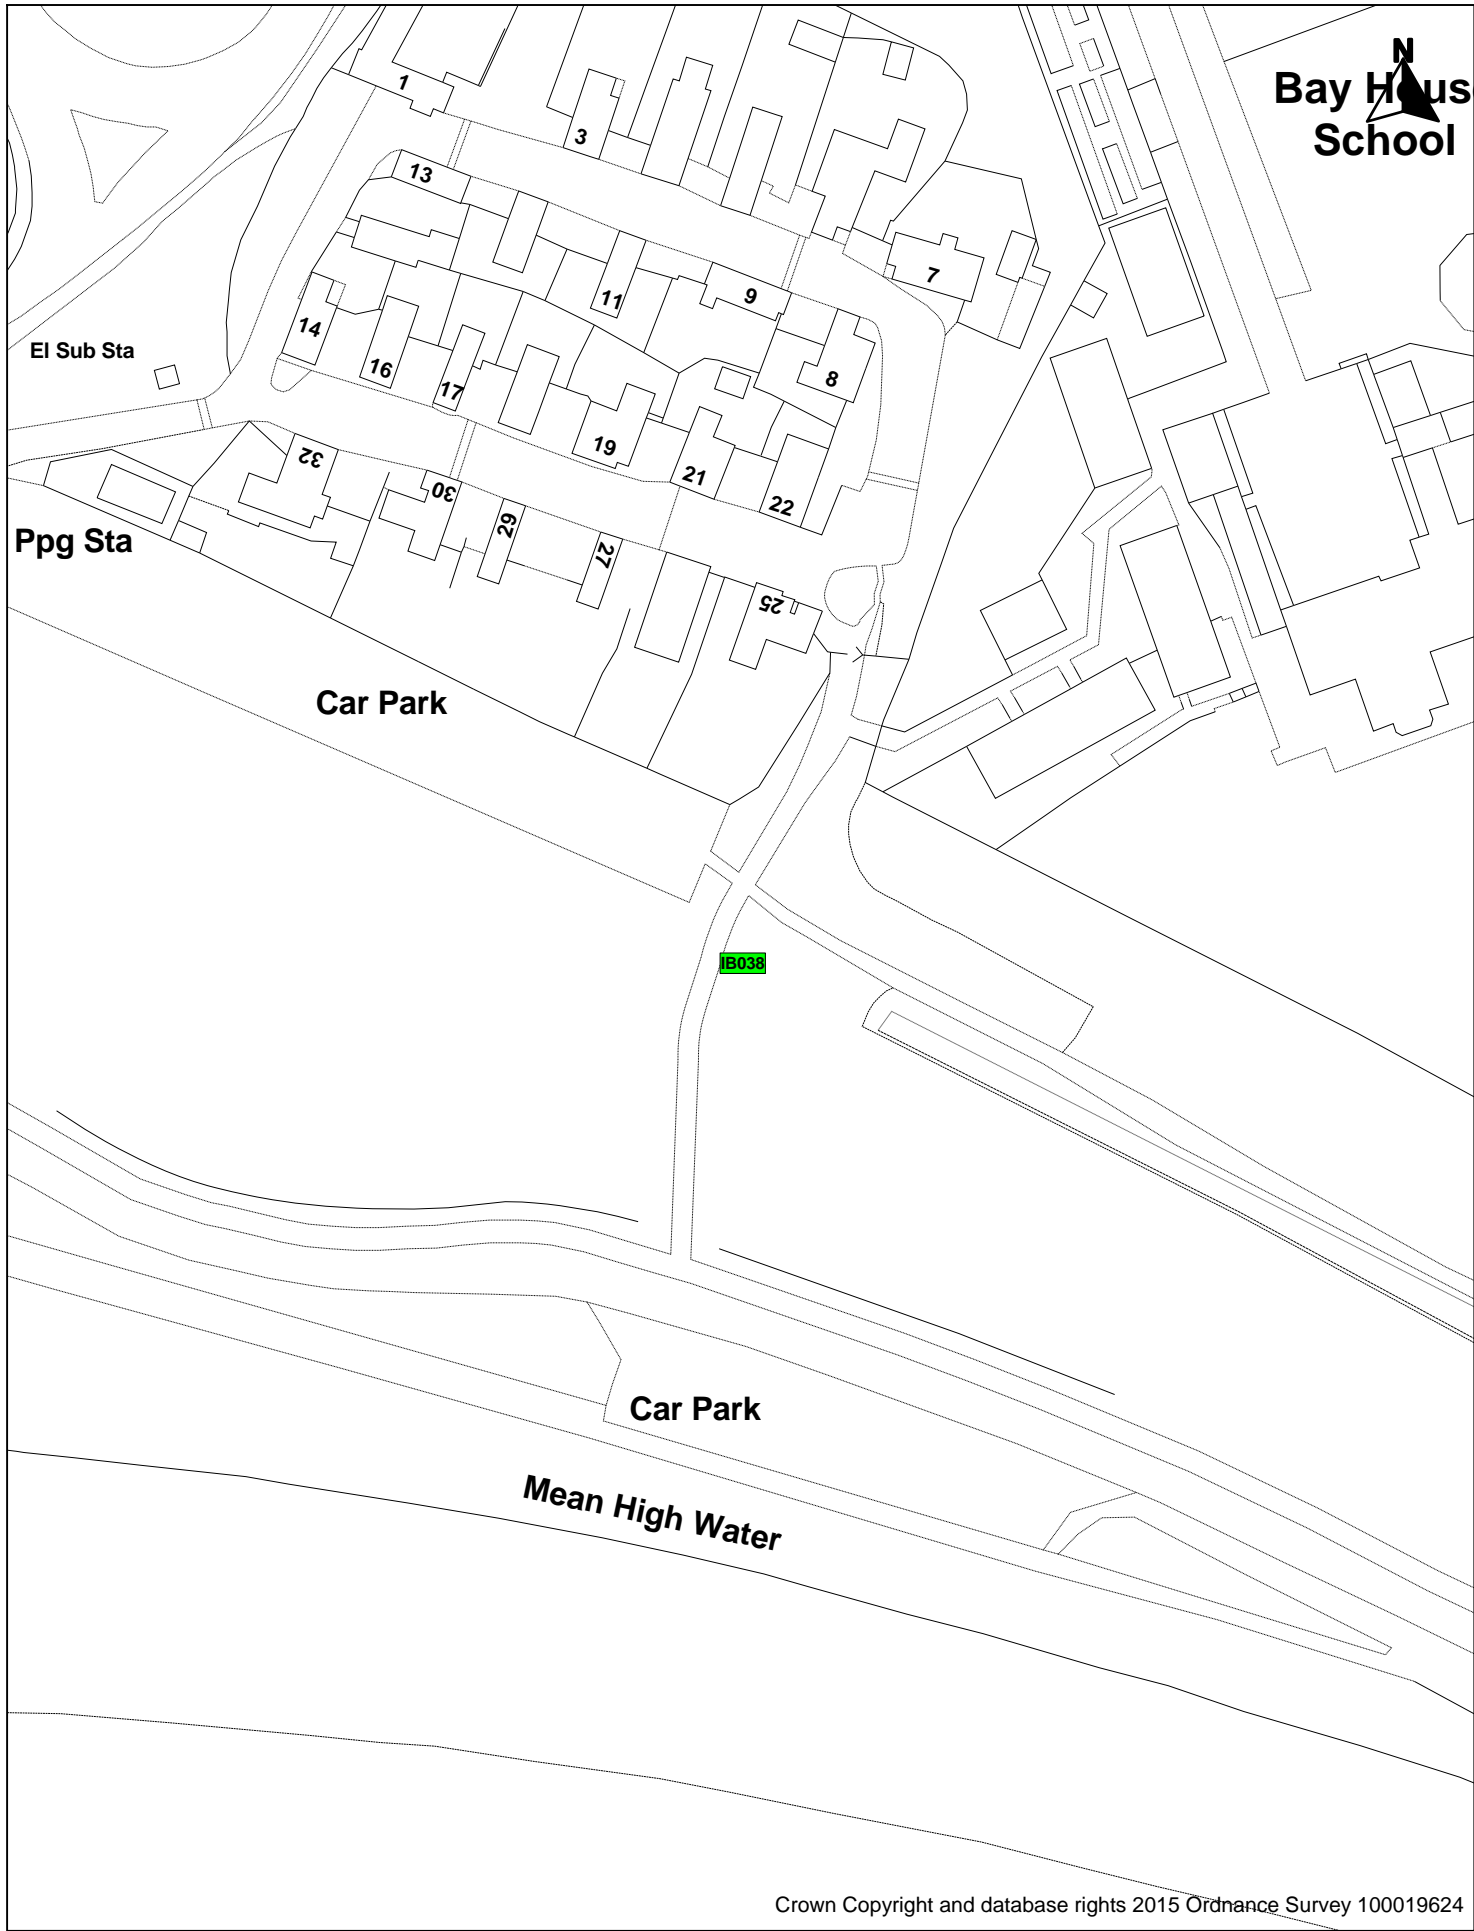 N
Bay House
School
1
3
13
7
11
9
14
El Sub Sta
16
8
17
19
32
21
30
22
29
Ppg Sta
27
25
Car Park
IB038
Car Park
Mean High Water
Crown Copyright and database rights 2015 Ordnance Survey 100019624